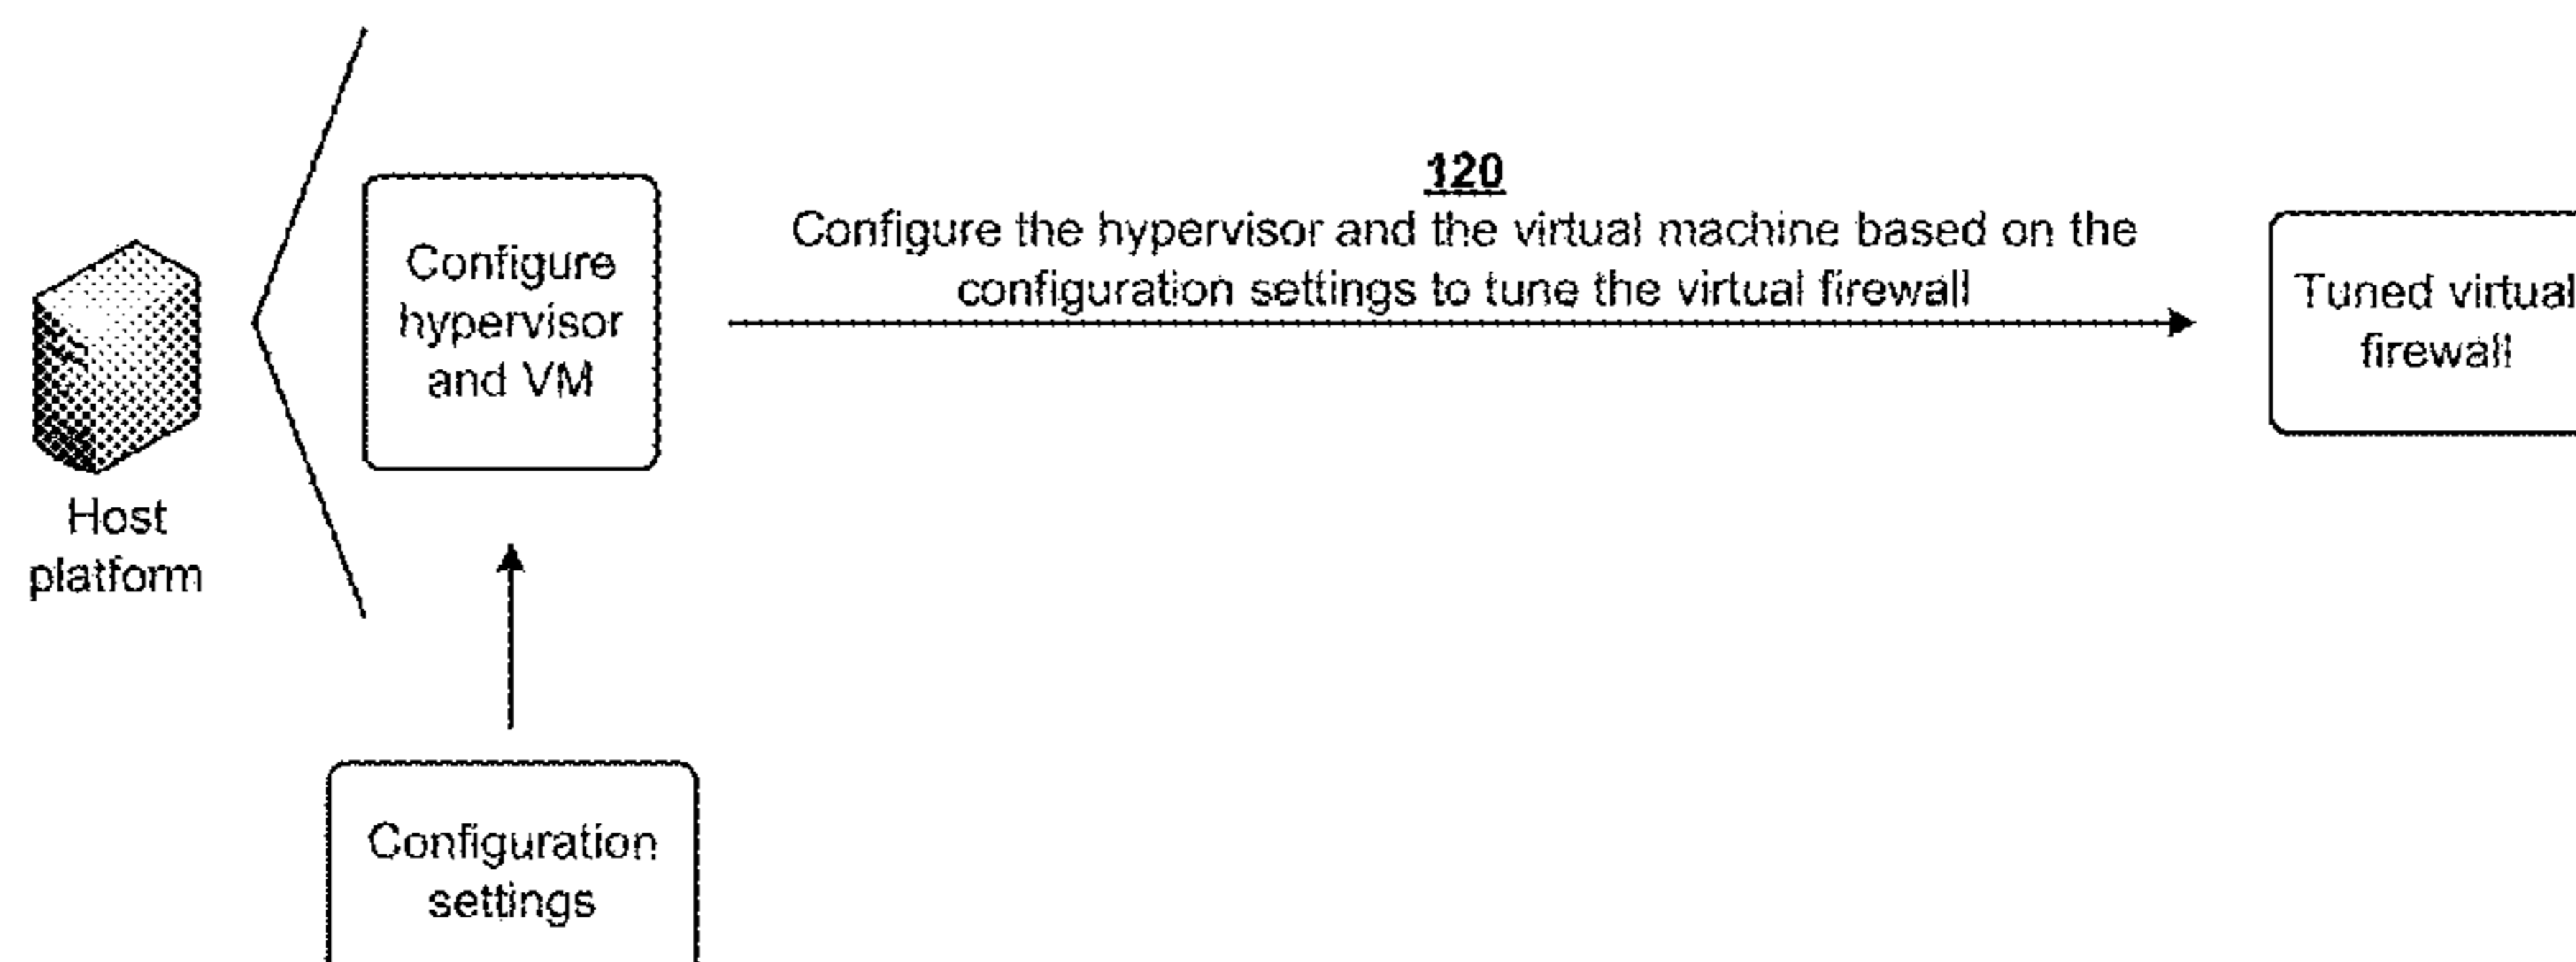 120
Configure the hypervisor and the virtual machine based on the
configuration settings to tune the virtual firewall
Configure
hypervisor
and VM
Tuned virtual
firewall
Host
platform
Configuration
settings